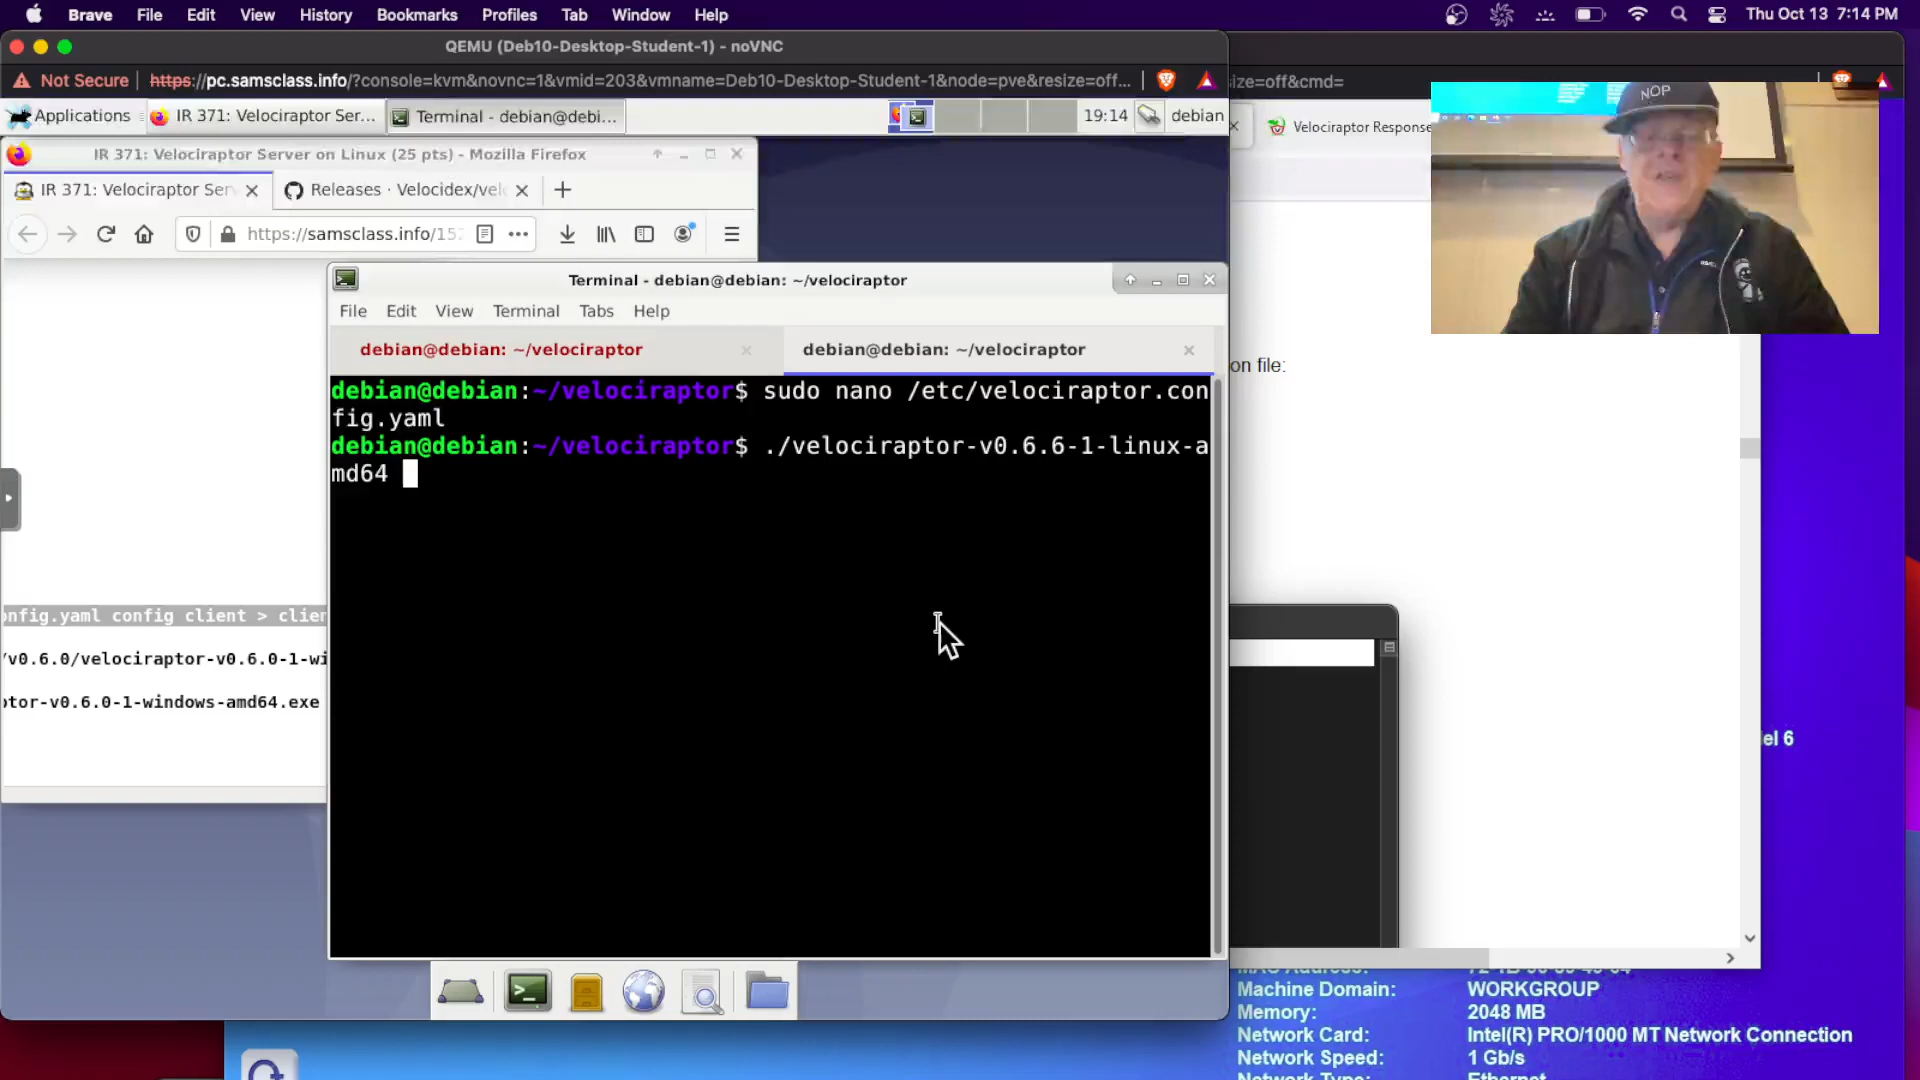 Brave File Edit View History Bookmarks Profiles Tab Window Help
Thu Oct 13 7:14 PM
QEMU (Deb10-Desktop-Student-1) - noVNC
Not Secure https://pc.samsclass.info/?console=kvm&novnc=1&vmid=203&vmname=Deb10-Desktop-Student-1&node=pve&resize=off...
ize=off&cmd=
Applications IR 371: Velociraptor Ser... Terminal - debian@debi... 19:14 debian
Velociraptor Response
NOP
IR 371: Velociraptor Server on Linux (25 pts) - Mozilla Firefox
IR 371: Velociraptor Ser Releases · Velocidex/vel
https://samsclass.info/15
Terminal - debian@debian: ~/velociraptor
File Edit View Terminal Tabs Help
debian@debian: ~/velociraptor debian@debian: ~/velociraptor
on file:
debian@debian:~/velociraptor$ sudo nano /etc/velociraptor.con
fig.yaml
debian@debian:~/velociraptor$ ./velociraptor-v0.6.6-1-linux-a
md64
nfig.yaml config client > clien
/v0.6.0/velociraptor-v0.6.0-1-wi
tor-v0.6.0-1-windows-amd64.exe
el 6
Machine Domain: WORKGROUP
Memory: 2048 MB
Network Card: Intel(R) PRO/1000 MT Network Connection
Network Speed: 1 Gb/s